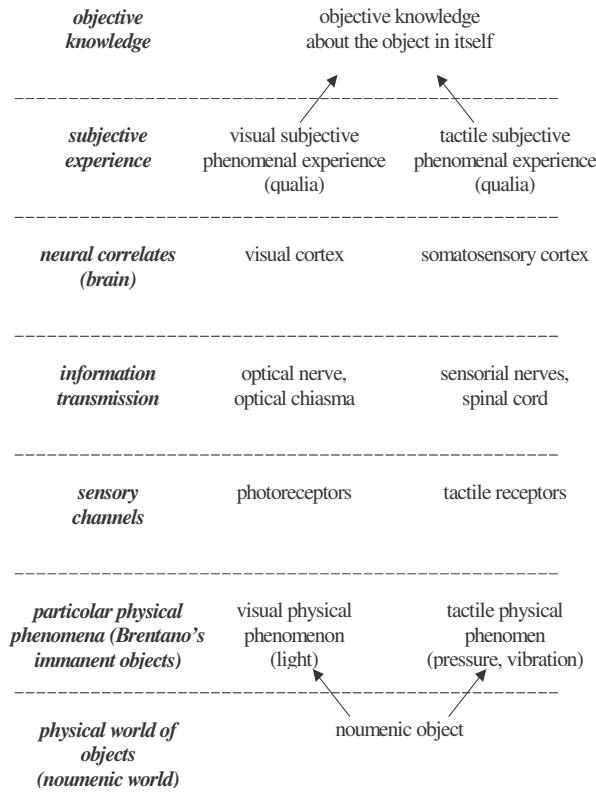 objective
knowledge
objective knowledge
about the object in itself
subjective
experience
visual subjective
phenomenal experience
(qualia)
tactile subjective
phenomenal experience
(qualia)
neural correlates
(brain)
visual cortex
somatosensory cortex
information
transmission
optical nerve,
optical chiasma
sensorial nerves,
spinal cord
sensory
channels
photoreceptors
tactile receptors
particolar physical
phenomena (Brentano's
immanent objects)
visual physical
phenomenon
(light)
tactile physical
phenomen
(pressure, vibration)
physical world of
objects
(noumenic world)
noumenic object